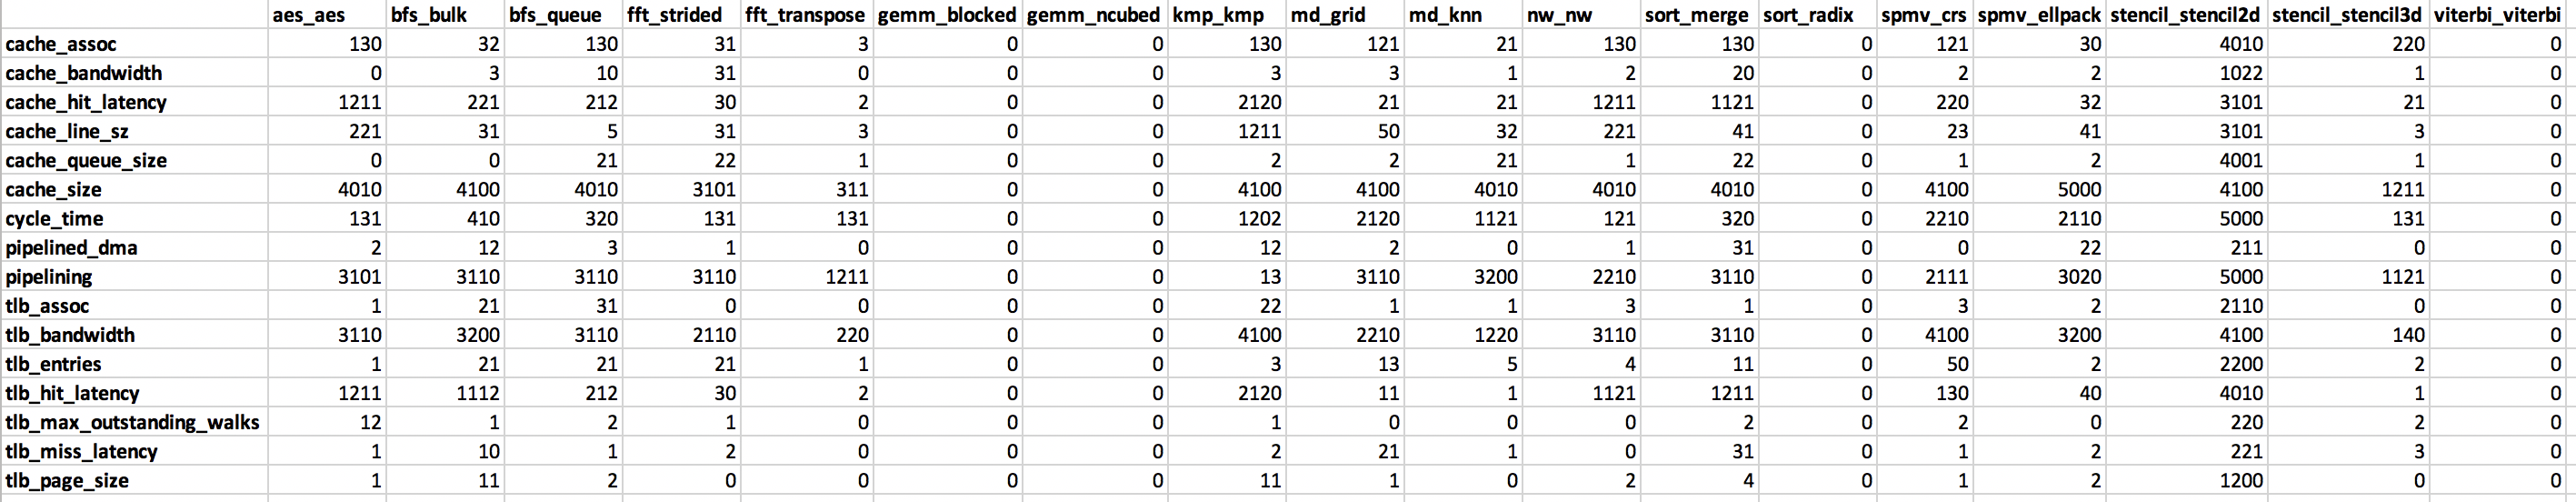 aes_aes bfs_bulk bfs_queue fft_strided fft_transpose gemm_blocked gemm_ncubed kmp_kmp md_grid md_knn nw_nw sort_merge sort_radix spmv_crs spmv_ellpack stencil_stencil2d stencil_stencil3d viterbi_viterbi
cache_assoc 130 32 130 31 3 0 0 130 121 21 130 130 0 121 30 4010 220 0
cache_bandwidth 0 3 10 31 0 0 0 3 3 1 2 20 0 2 2 1022 1 0
cache_hit_latency 1211 221 212 30 2 0 0 2120 21 21 1211 1121 0 220 32 3101 21 0
cache_line_sz 221 31 5 31 3 0 0 1211 50 32 221 41 0 23 41 3101 3 0
cache_queue_size 0 0 21 22 1 0 0 2 2 21 1 22 0 1 2 4001 1 0
cache_size 4010 4100 4010 3101 311 0 0 4100 4100 4010 4010 4010 0 4100 5000 4100 1211 0
cycle_time 131 410 320 131 131 0 0 1202 2120 1121 121 320 0 2210 2110 5000 131 0
pipelined_dma 2 12 3 1 0 0 0 12 2 0 1 31 0 0 22 211 0 0
pipelining 3101 3110 3110 3110 1211 0 0 13 3110 3200 2210 3110 0 2111 3020 5000 1121 0
tlb_assoc 1 21 31 0 0 0 0 22 1 1 3 1 0 3 2 2110 0 0
tlb_bandwidth 3110 3200 3110 2110 220 0 0 4100 2210 1220 3110 3110 0 4100 3200 4100 140 0
tlb_entries 1 21 21 21 1 0 0 3 13 5 4 11 0 50 2 2200 2 0
tlb_hit_latency 1211 1112 212 30 2 0 0 2120 11 1 1121 1211 0 130 40 4010 1 0
tlb_max_outstanding_walks 12 1 2 1 0 0 0 1 0 0 0 2 0 2 0 220 2 0
tlb_miss_latency 1 10 1 2 0 0 0 2 21 1 0 31 0 1 2 221 3 0
tlb_page_size 1 11 2 0 0 0 0 11 1 0 2 4 0 1 2 1200 0 0